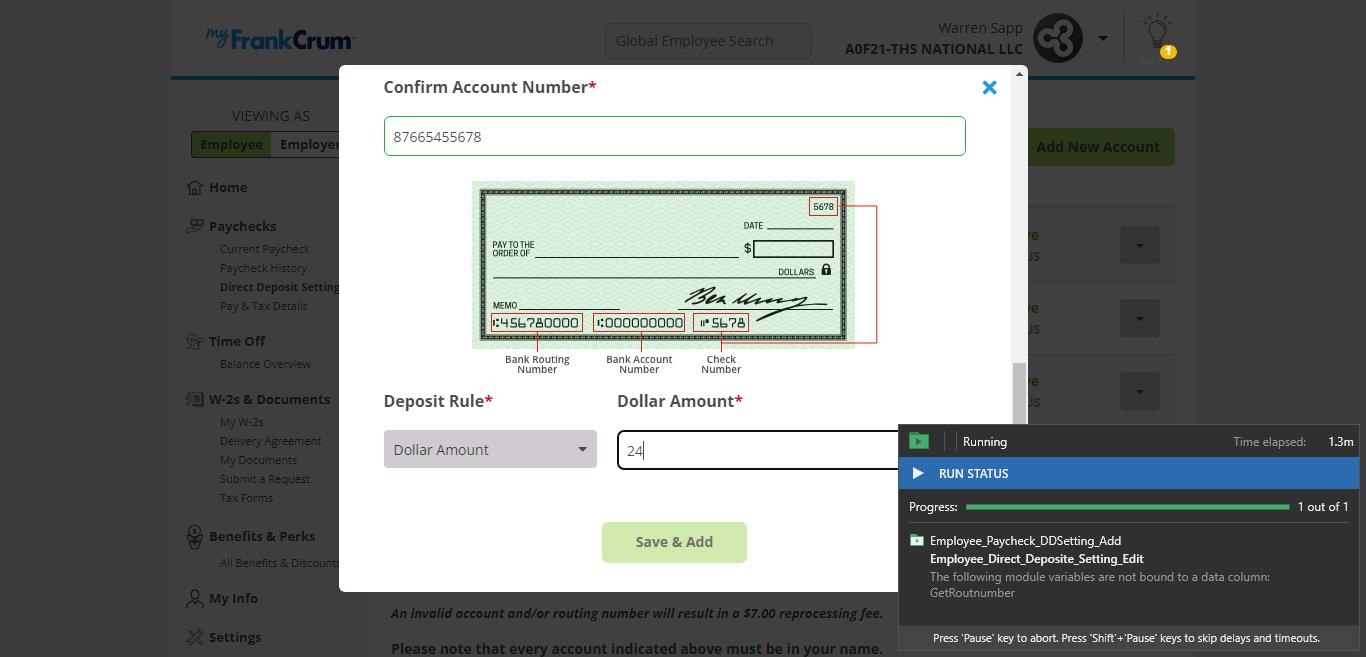 myFrankCrum
Global Employee Search
Warren Sapp
A0F21-THS NATIONAL LLC
1
VIEWING AS
Employee Employer
Home
Paychecks
Current Paycheck
Paycheck History
Direct Deposit Setting
Pay & Tax Details
Time Off
Balance Overview
W-2s & Documents
My W-2s
Delivery Agreement
My Documents
Submit a Request
Tax Forms
Benefits & Perks
All Benefits & Discounts
My Info
Settings
Add New Account
Confirm Account Number*
87665455678
5678
DATE
PAY TO THE
ORDER OF
$
DOLLARS
MEMO
⑆456780000 ⑆000000000 ⑈5678
Bank Routing
Number
Bank Account
Number
Check
Number
Deposit Rule*
Dollar Amount*
Dollar Amount
24
Save & Add
An invalid account and/or routing number will result in a $7.00 reprocessing fee.
Please note that every account indicated above must be in your name.
Running
Time elapsed: 1.3m
RUN STATUS
Progress: 1 out of 1
Employee_Paycheck_DDSetting_Add
Employee_Direct_Deposite_Setting_Edit
The following module variables are not bound to a data column:
GetRoutnumber
Press 'Pause' key to abort. Press 'Shift'+'Pause' keys to skip delays and timeouts.